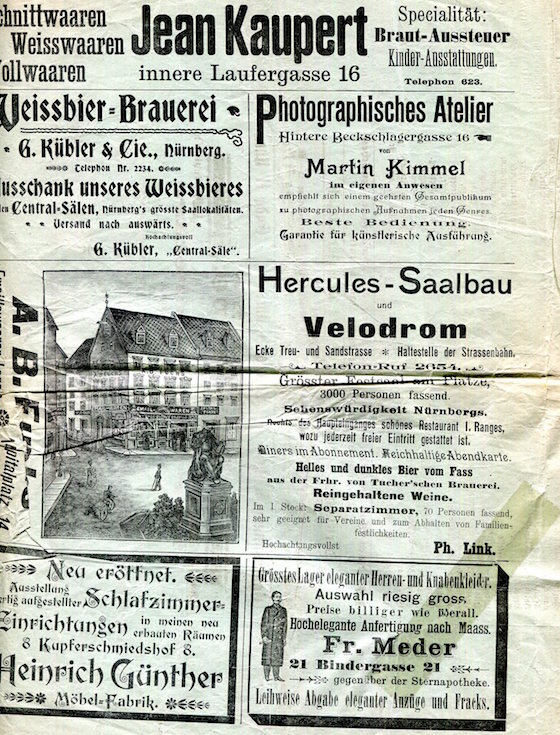 Schnittwaaren
Weisswaaren
Wollwaaren
Jean Kaupert
innere Laufergasse 16
Specialität:
Braut-Aussteuer
Kinder-Ausstattungen.
Telephon 623.
Weissbier-Brauerei
G. Kübler & Cie., Nürnberg.
Telephon Nr. 2234.
Ausschank unseres Weissbieres
den Central-Sälen, Nürnberg's grösste Saallokalitäten.
Versand nach auswärts.
Hochachtungsvoll
G. Kübler, „Central-Säle“.
Photographisches Atelier
Hintere Beckschlagergasse 16
von
Martin Kimmel
im eigenen Anwesen
empfiehlt sich einem geehrten Gesamtpublikum
zu photographischen Aufnahmen jeden Genres.
Beste Bedienung.
Garantie für künstlerische Ausführung.
A. B.
Spitalplatz 14
Hercules-Saalbau
und
Velodrom
Ecke Treu- und Sandstrasse * Haltestelle der Strassenbahn.
Telefon-Ruf 2654.
Grösster Festsaal am Platze,
3000 Personen fassend.
Sehenswürdigkeit Nürnbergs.
Rechts des Haupteinganges schönes Restaurant I. Ranges,
wozu jederzeit freier Eintritt gestattet ist.
Diners im Abonnement. Reichhaltige Abendkarte.
Helles und dunkles Bier vom Fass
aus der Frhr. von Tucher'schen Brauerei.
Reingehaltene Weine.
Im I. Stock: Separatzimmer, 70 Personen fassend,
sehr geeignet für Vereine und zum Abhalten von Familien-
festlichkeiten.
Hochachtungsvollst
Ph. Link.
Neu eröffnet.
Ausstellung
fertig aufgestellter Schlafzimmer-
Einrichtungen in meinen neu
erbauten Räumen
8 Kupferschmiedshof 8.
Heinrich Günther
Möbel-Fabrik.
Grösstes Lager eleganter Herren- und Knabenkleider.
Auswahl riesig gross.
Preise billiger wie überall.
Hochelegante Anfertigung nach Maass.
Fr. Meder
21 Bindergasse 21
gegenüber der Sternapotheke.
Leihweise Abgabe eleganter Anzüge und Fracks.